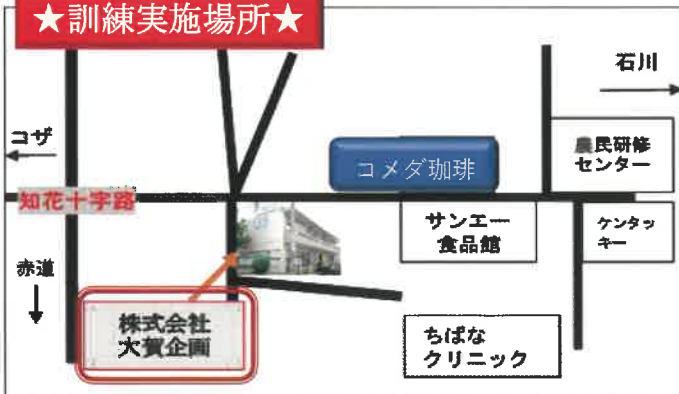 ★訓練実施場所★
石川
コザ
農民研修
センター
コメダ珈琲
知花十字路
サンエー
食品館
ケンタッ
キー
赤道
株式会社
大賀企画
ちばな
クリニック